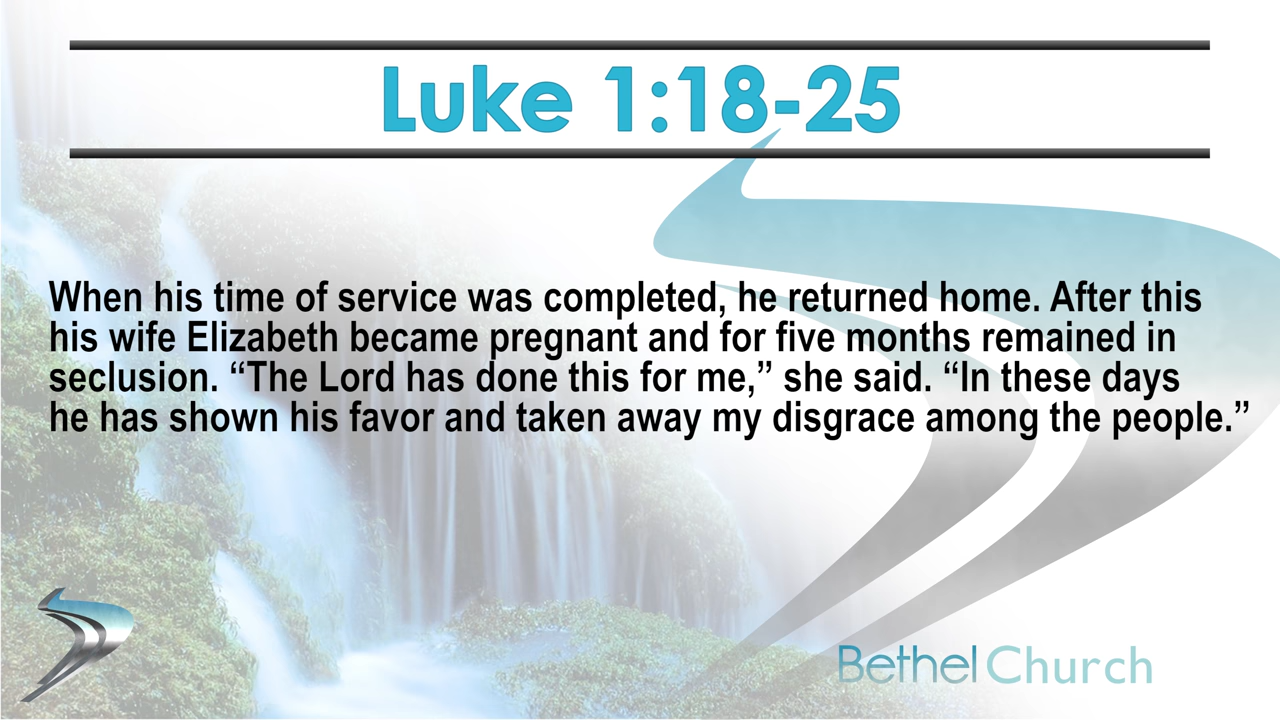 Luke 1:18-25
When his time of service was completed, he returned home. After this
his wife Elizabeth became pregnant and for five months remained in
seclusion. “The Lord has done this for me,” she said. “In these days
he has shown his favor and taken away my disgrace among the people.”
Bethel Church